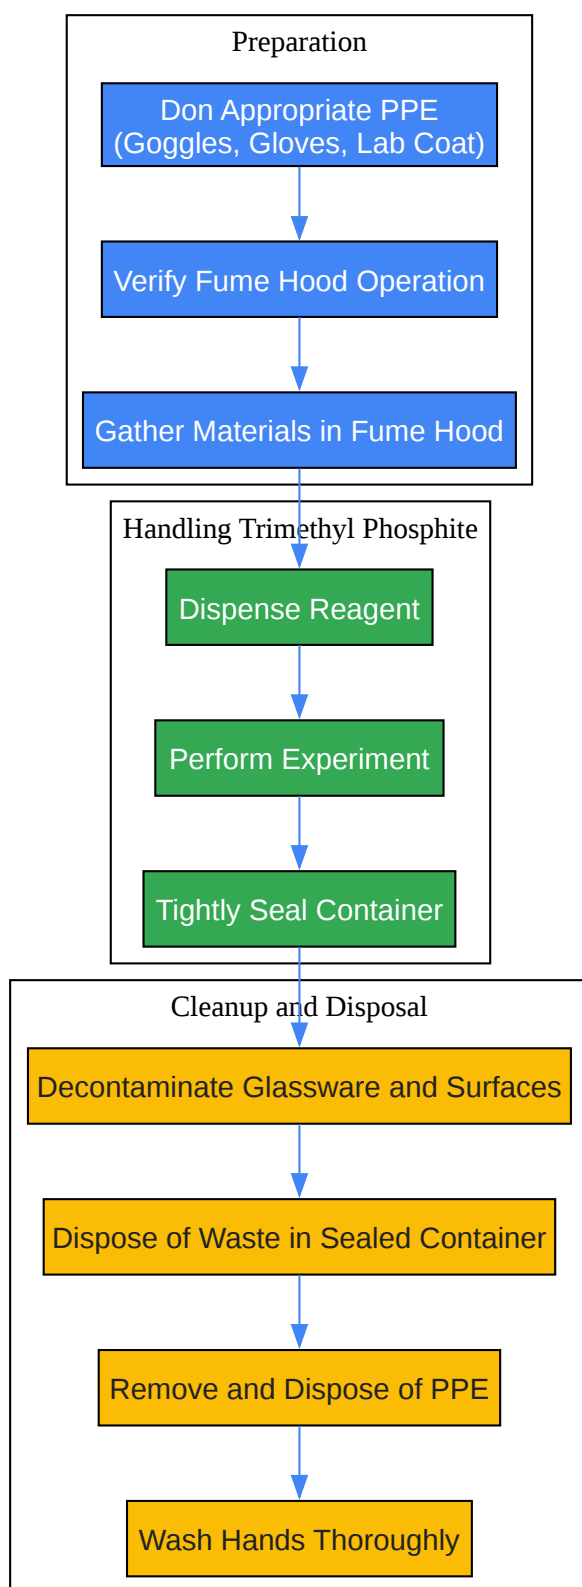 Preparation
Don Appropriate PPE
(Goggles, Gloves, Lab Coat)
Verify Fume Hood Operation
Gather Materials in Fume Hood
Handling Trimethyl Phosphite
Dispense Reagent
Perform Experiment
Tightly Seal Container
Cleanup and Disposal
Decontaminate Glassware and Surfaces
Dispose of Waste in Sealed Container
Remove and Dispose of PPE
Wash Hands Thoroughly